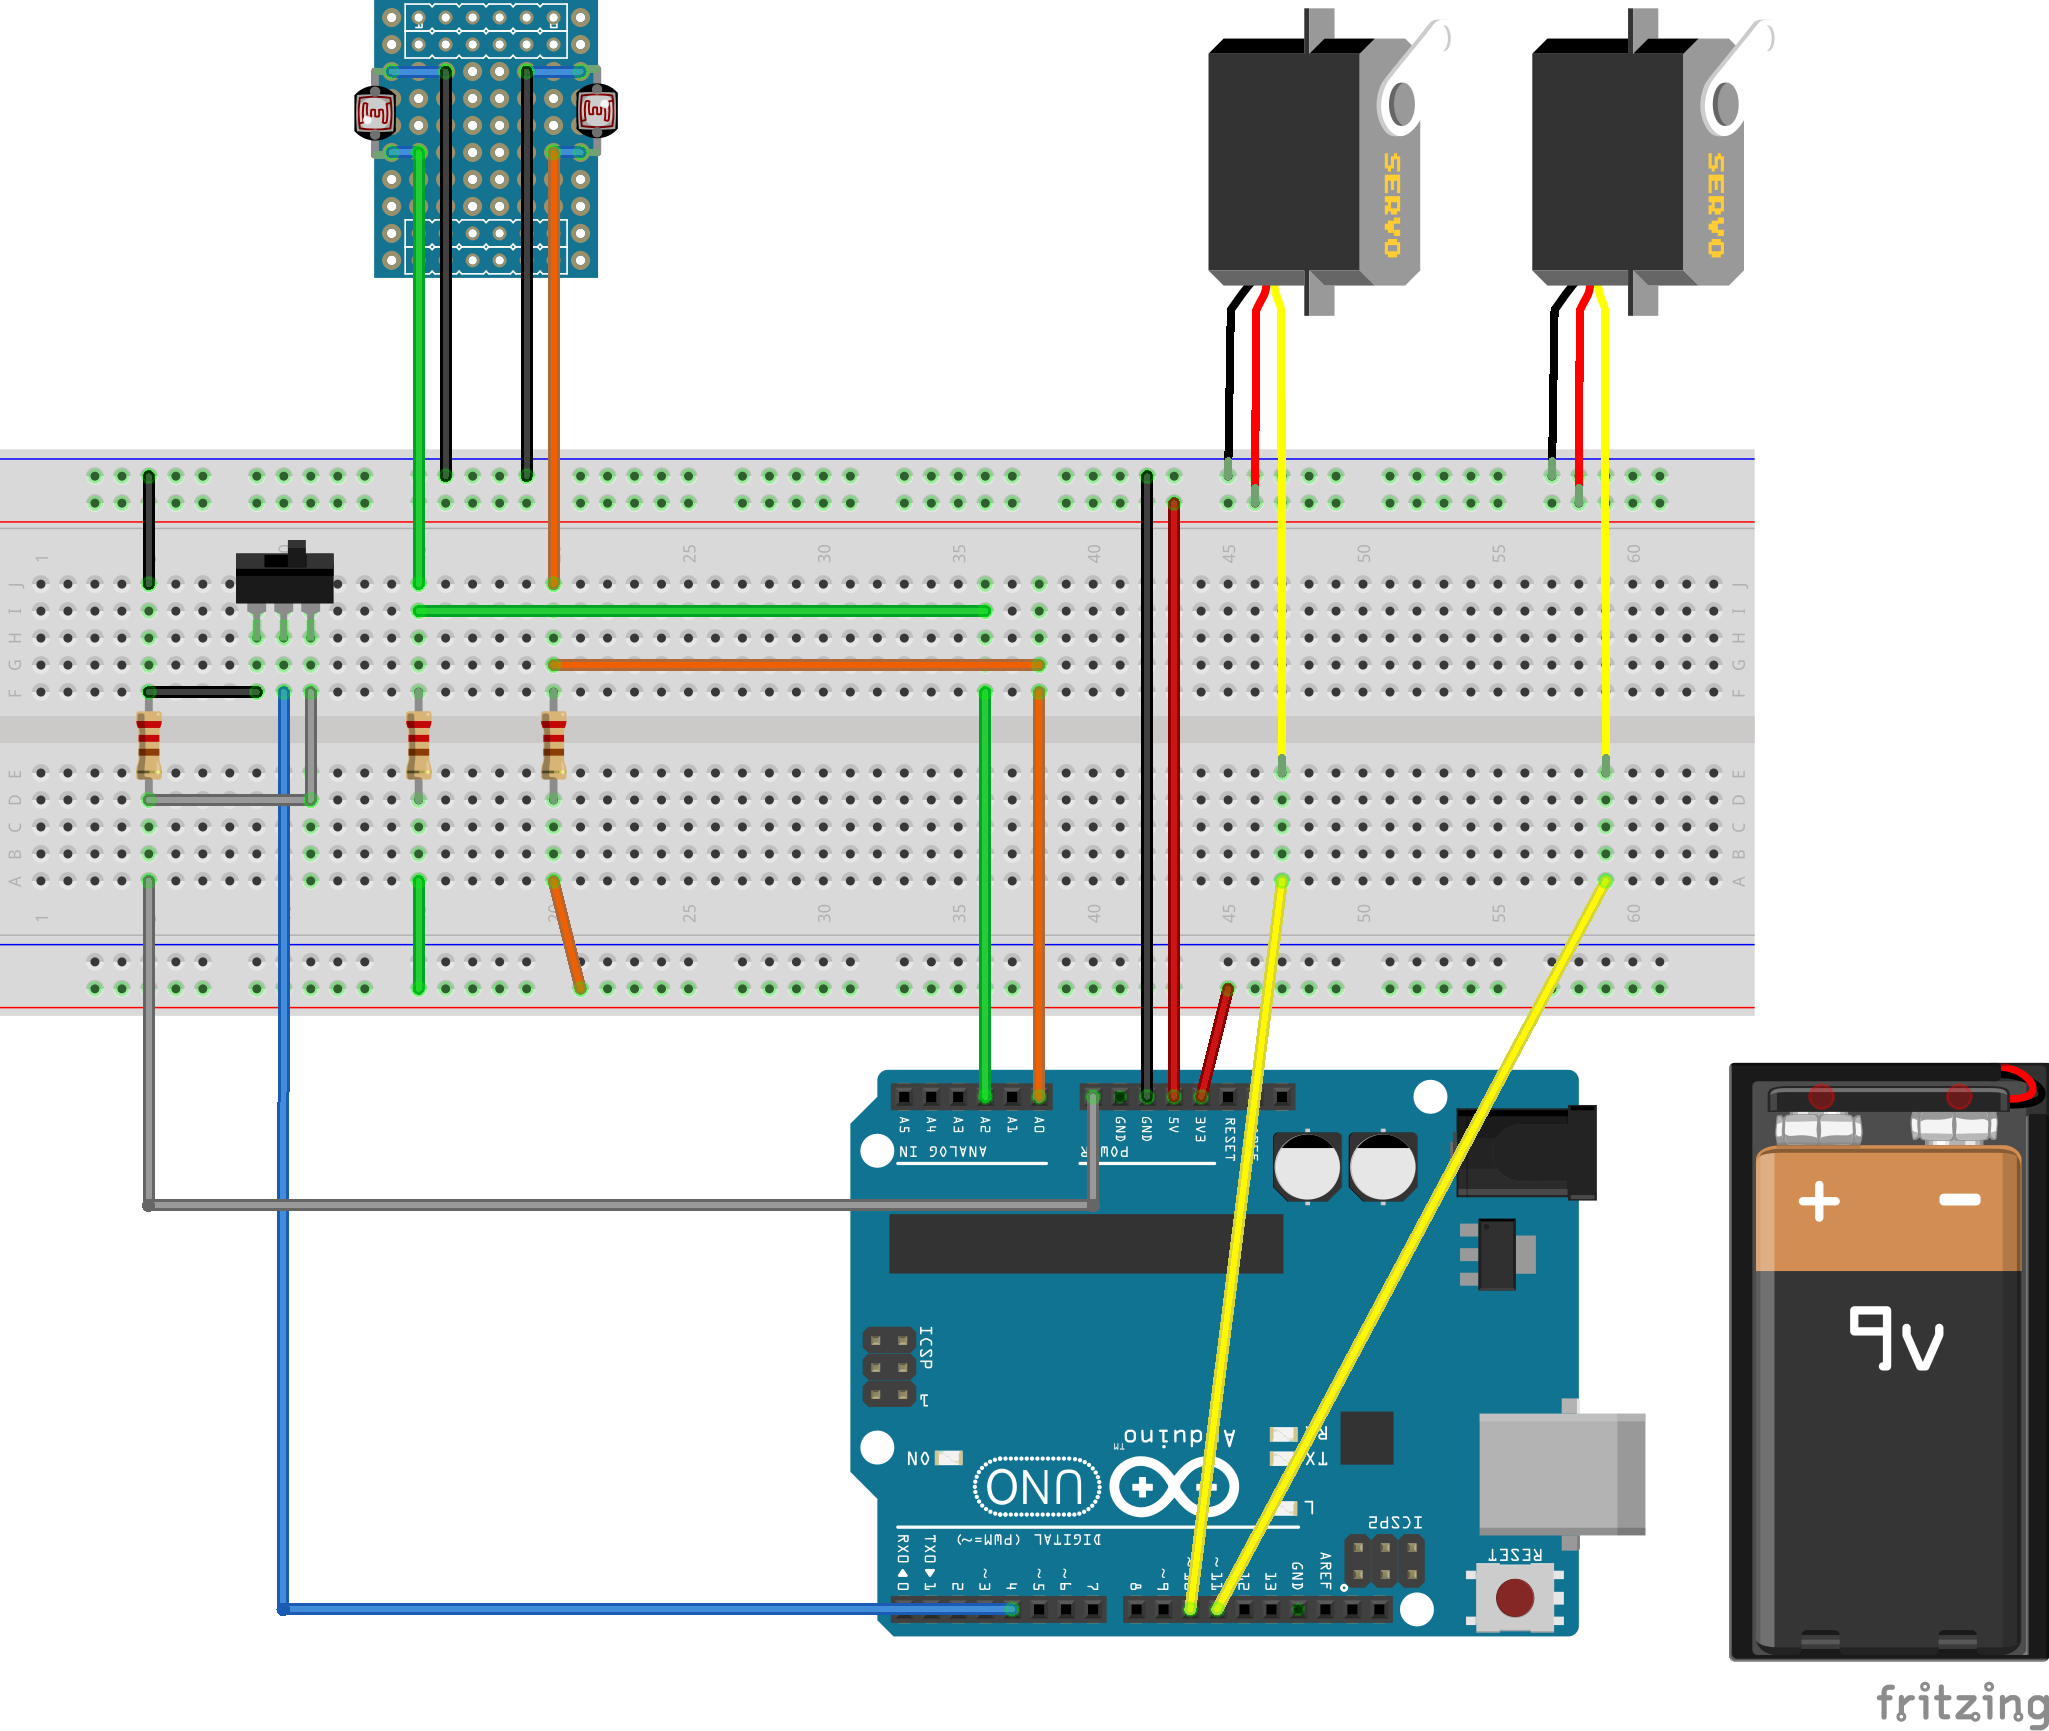 SERVO
SERVO
1
25
30
35
40
45
50
55
60
J
I
H
G
F
J
I
H
G
F
E
D
C
B
A
E
D
C
B
A
1
20
25
30
35
40
45
50
55
60
A5
A4
A3
A2
A1
A0
GND
GND
5V
3V3
RESET
ANALOG IN
POWER
+ −
9V
ICSP
1
Arduino
TM
ON
UNO
RX
TX
L
DIGITAL (PWM=~)
ICSP2
RX0
TX0
0
1
2
~3
4
~5
~6
7
8
~9
~10
~11
12
13
GND
AREF
RESET
fritzing